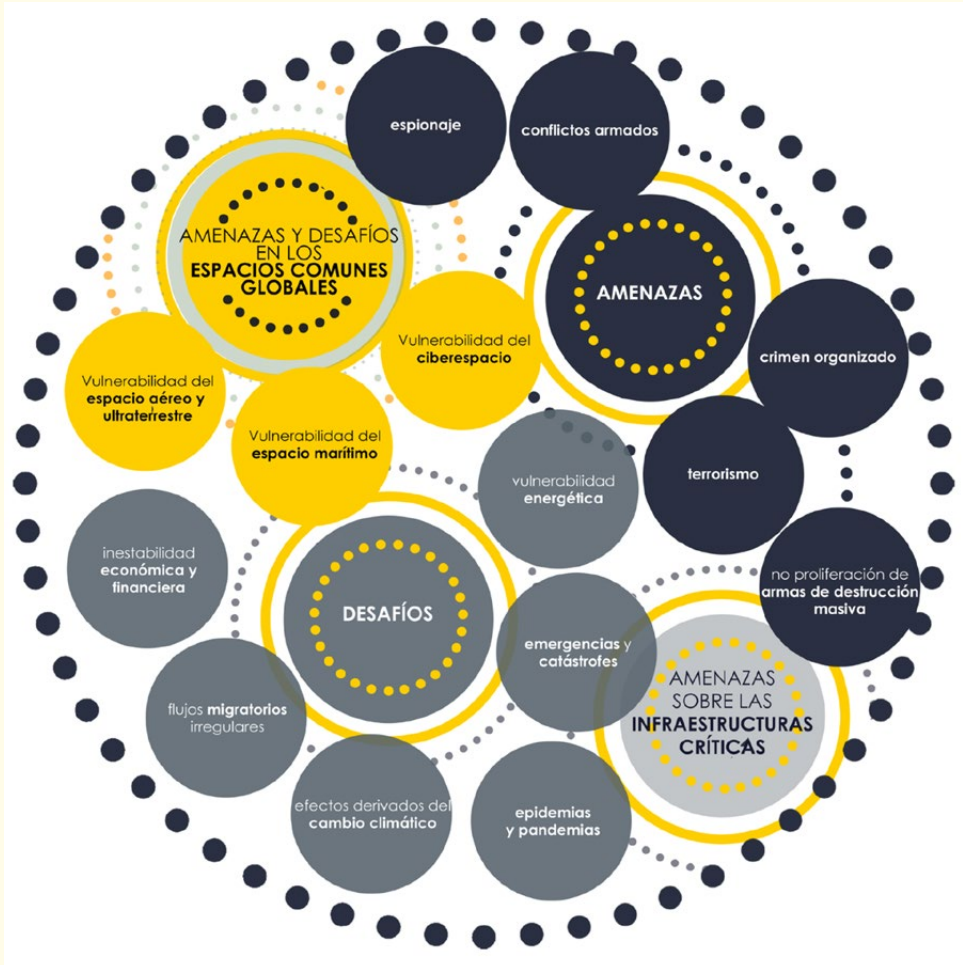 espionaje
conflictos armados
AMENAZAS Y DESAFÍOS
EN LOS
ESPACIOS COMUNES
GLOBALES
AMENAZAS
Vulnerabilidad del
ciberespacio
crimen organizado
Vulnerabilidad del
espacio aéreo y
ultraterrestre
Vulnerabilidad del
espacio marítimo
vulnerabilidad
energética
terrorismo
inestabilidad
económica y
financiera
no proliferación de
armas de destrucción
masiva
DESAFÍOS
emergencias y
catástrofes
AMENAZAS
SOBRE LAS
INFRAESTRUCTURAS
CRÍTICAS
flujos migratorios
irregulares
efectos derivados del
cambio climático
epidemias
y pandemias